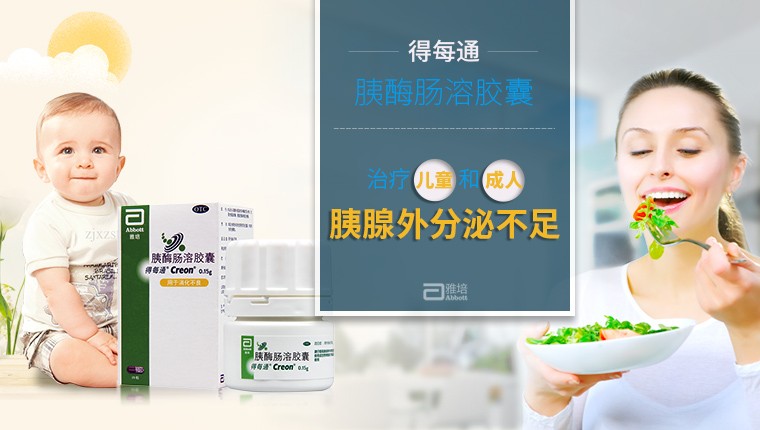 得每通
胰酶肠溶胶囊
治疗儿童和成人
胰腺外分泌不足
雅培
Abbott
Abbott
雅培
OTC
胰酶肠溶胶囊
得每通® Creon® 0.15g
用于消化不良
胰酶肠溶胶囊
得每通® Creon® 0.15g